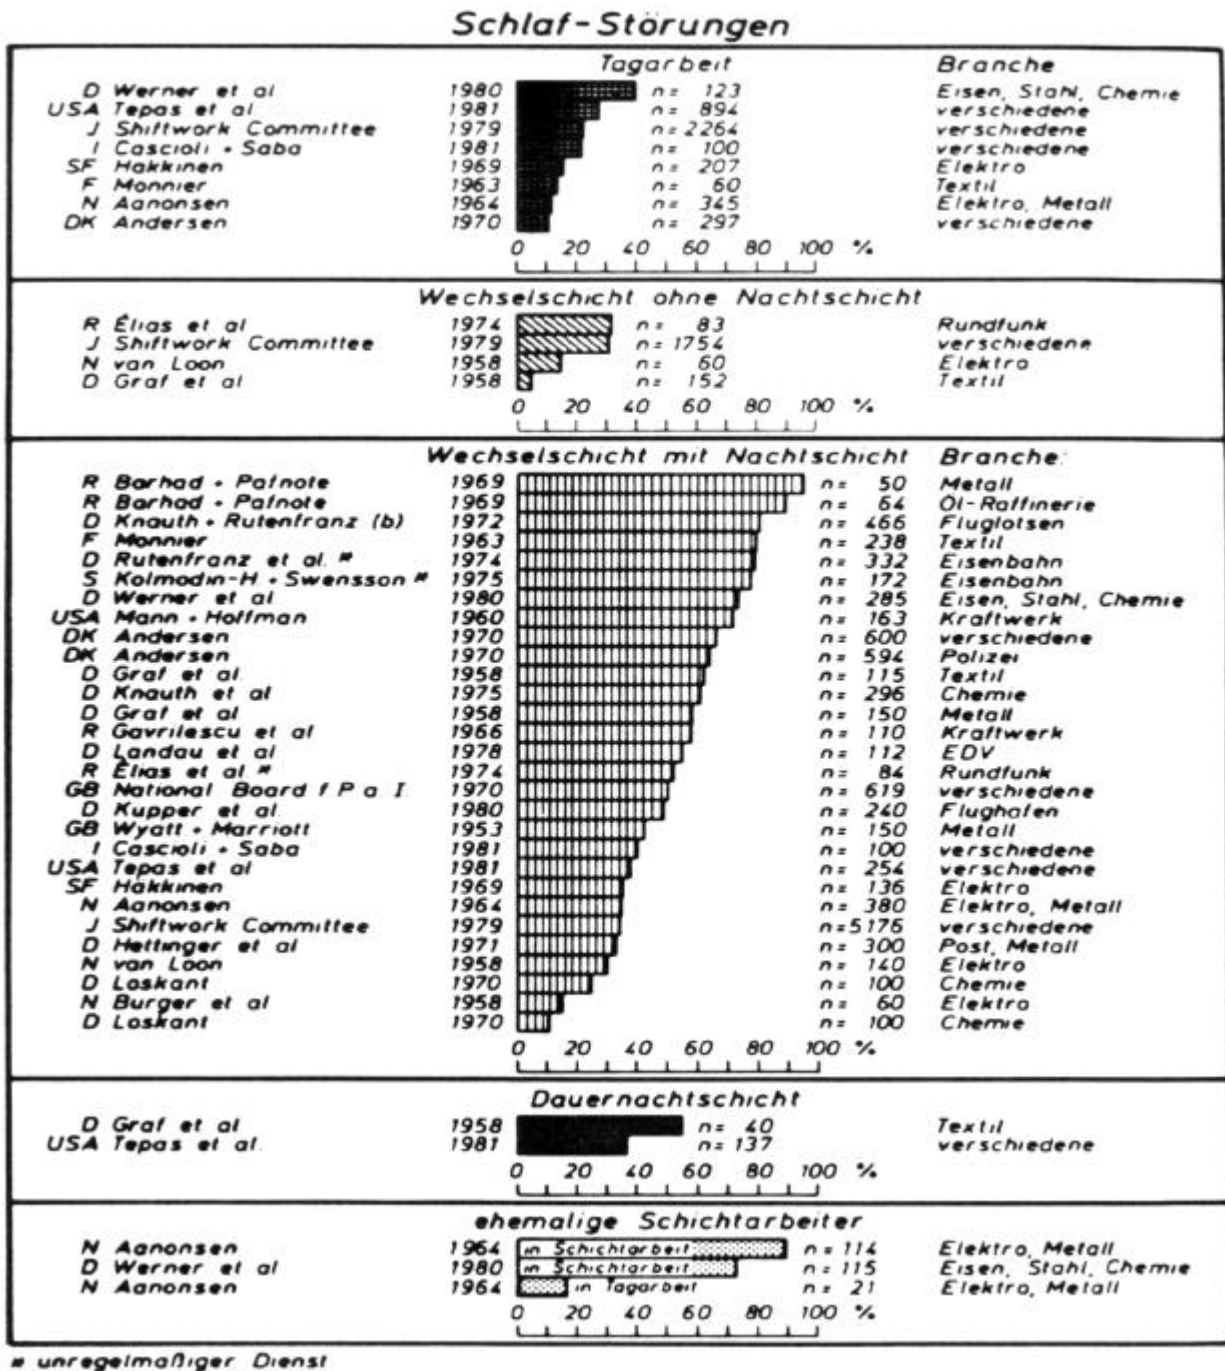 Schlaf-Störungen
Tagarbeit Branche
D Werner et al 1980 n= 123 Eisen, Stahl, Chemie
USA Tepas et al 1981 n= 894 verschiedene
J Shiftwork Committee 1979 n=2264 verschiedene
I Cascioli + Saba 1981 n= 100 verschiedene
SF Hakkinen 1969 n= 207 Elektro
F Monnier 1963 n= 60 Textil
N Aanonsen 1964 n= 345 Elektro, Metall
DK Andersen 1970 n= 297 verschiedene
0 20 40 60 80 100 %
Wechselschicht ohne Nachtschicht
R Élias et al 1974 n= 83 Rundfunk
J Shiftwork Committee 1979 n=1754 verschiedene
N van Loon 1958 n= 60 Elektro
D Graf et al 1958 n= 152 Textil
0 20 40 60 80 100 %
Wechselschicht mit Nachtschicht Branche:
R Barhad + Pafnote 1969 n= 50 Metall
R Barhad + Pafnote 1969 n= 64 Öl-Raffinerie
D Knauth + Rutenfranz (b) 1972 n= 466 Fluglotsen
F Monnier 1963 n= 238 Textil
D Rutenfranz et al. * 1974 n= 332 Eisenbahn
S Kolmodin-H + Swensson * 1975 n= 172 Eisenbahn
D Werner et al 1980 n= 285 Eisen, Stahl, Chemie
USA Mann + Hoffman 1960 n= 163 Kraftwerk
DK Andersen 1970 n= 600 verschiedene
DK Andersen 1970 n= 594 Polizei
D Graf et al. 1958 n= 115 Textil
D Knauth et al 1975 n= 296 Chemie
D Graf et al 1958 n= 150 Metall
R Gavrilescu et al 1966 n= 110 Kraftwerk
D Landau et al 1978 n= 112 EDV
R Élias et al * 1974 n= 84 Rundfunk
GB National Board f P a I 1970 n= 619 verschiedene
D Kupper et al. 1980 n= 240 Flughafen
GB Wyatt + Marriott 1953 n= 150 Metall
I Cascioli + Saba 1981 n= 100 verschiedene
USA Tepas et al 1981 n= 254 verschiedene
SF Häkkinen 1969 n= 136 Elektro
N Aanonsen 1964 n= 380 Elektro, Metall
J Shiftwork Committee 1979 n=5176 verschiedene
D Hettinger et al 1971 n= 300 Post, Metall
N van Loon 1958 n= 140 Elektro
D Loskant 1970 n= 100 Chemie
N Burger et al 1958 n= 60 Elektro
D Loskant 1970 n= 100 Chemie
0 20 40 60 80 100 %
Dauernachtschicht
D Graf et al 1958 n= 40 Textil
USA Tepas et al. 1981 n= 137 verschiedene
0 20 40 60 80 100 %
ehemalige Schichtarbeiter
N Aanonsen 1964 in Schichtarbeit n= 114 Elektro, Metall
D Werner et al 1980 in Schichtarbeit n= 115 Eisen, Stahl, Chemie
N Aanonsen 1964 in Tagarbeit n= 21 Elektro, Metall
0 20 40 60 80 100 %
* unregelmäßiger Dienst